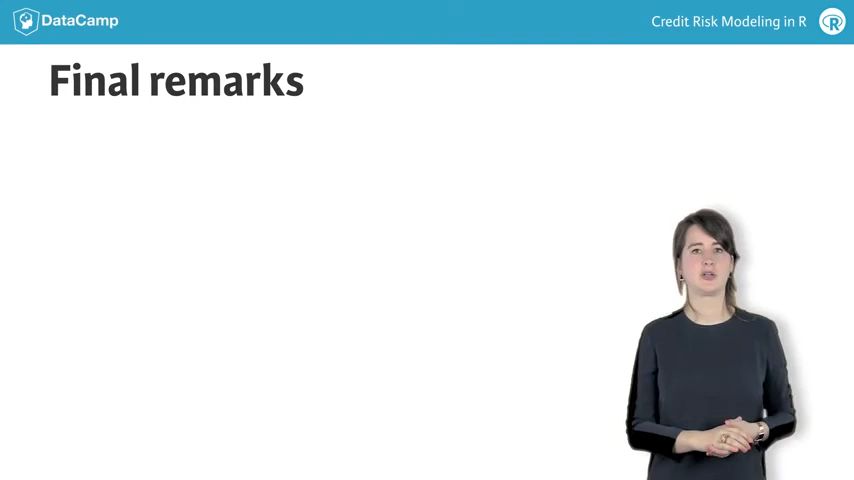 DataCamp
Credit Risk Modeling in R
R
Final remarks